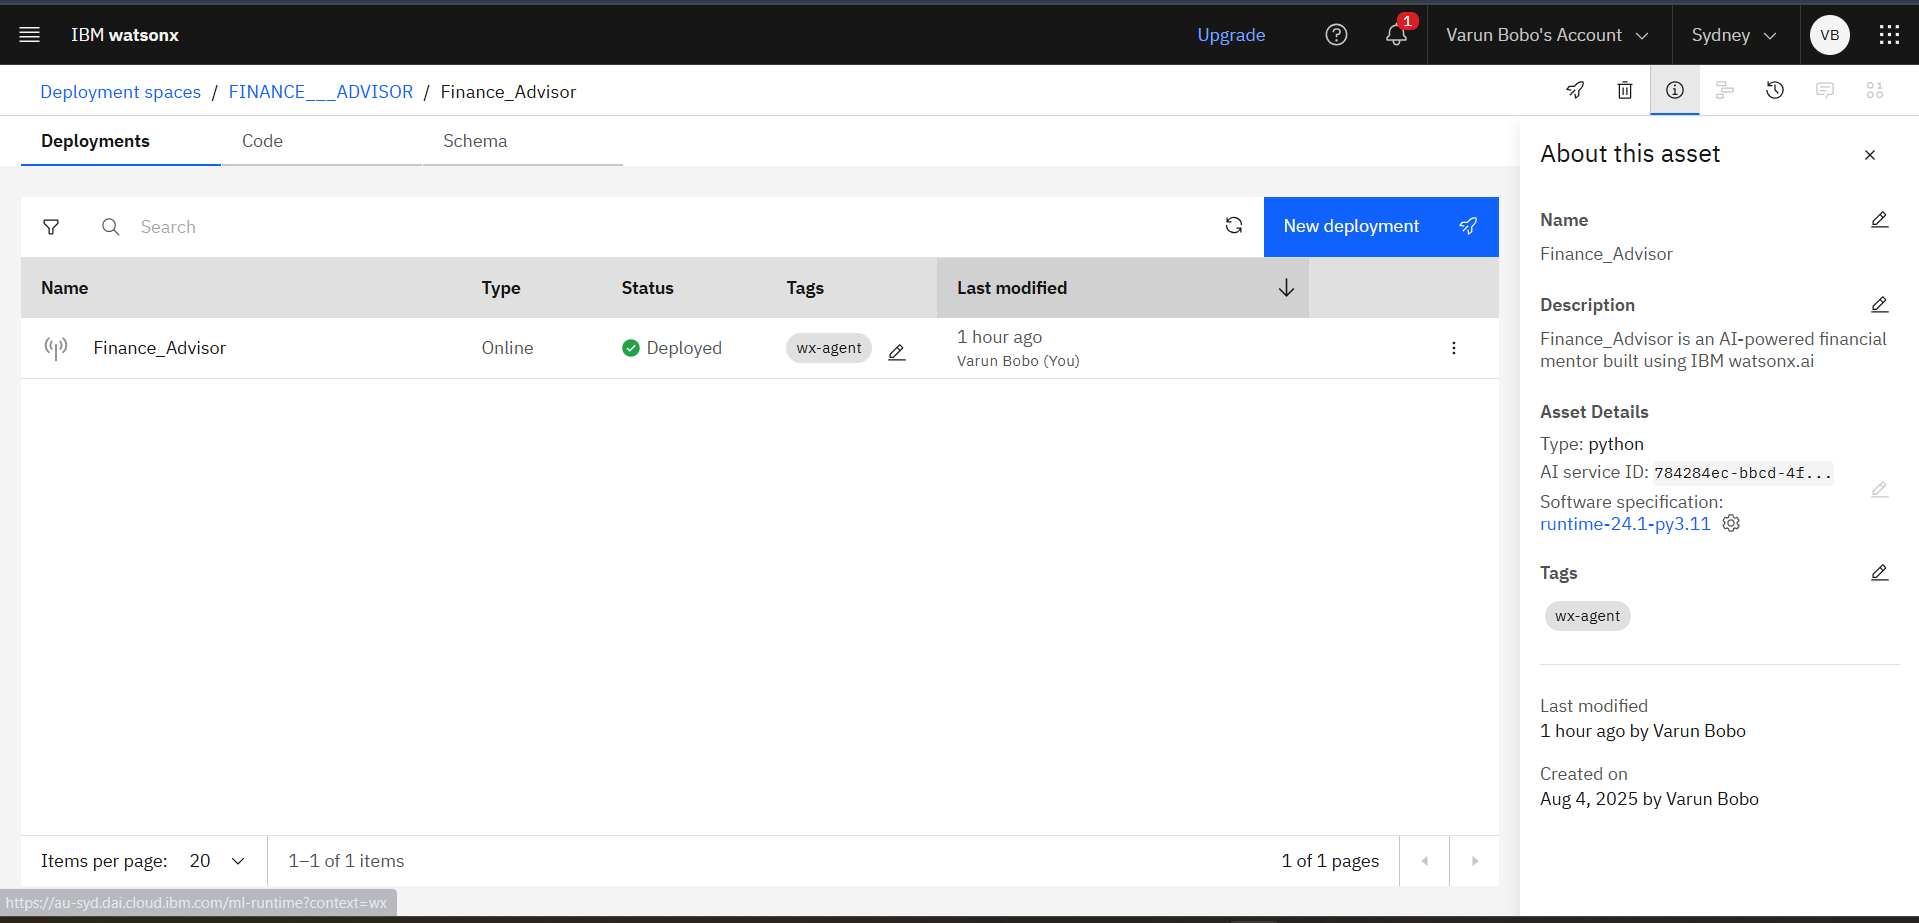 IBM watsonx
Upgrade
1
Varun Bobo's Account
Sydney
VB
Deployment spaces / FINANCE___ADVISOR / Finance_Advisor
Deployments
Code
Schema
Search
New deployment
Name
Type
Status
Tags
Last modified
Finance_Advisor
Online
Deployed
wx-agent
1 hour ago
Varun Bobo (You)
Items per page:
20
1–1 of 1 items
1 of 1 pages
https://au-syd.dai.cloud.ibm.com/ml-runtime?context=wx
About this asset
Name
Finance_Advisor
Description
Finance_Advisor is an AI-powered financial
mentor built using IBM watsonx.ai
Asset Details
Type: python
AI service ID: 784284ec-bbcd-4f...
Software specification:
runtime-24.1-py3.11
Tags
wx-agent
Last modified
1 hour ago by Varun Bobo
Created on
Aug 4, 2025 by Varun Bobo